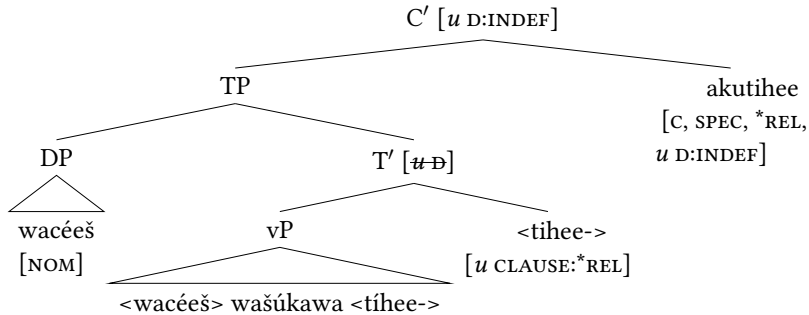 C′ [u D:INDEF]
TP
akutihee
[C, SPEC, *REL,
u D:INDEF]
DP
T′ [u D]
wacéeš
[NOM]
vP
<tihee->
[u CLAUSE:*REL]
<wacéeš> wašúkawa <tíhee->